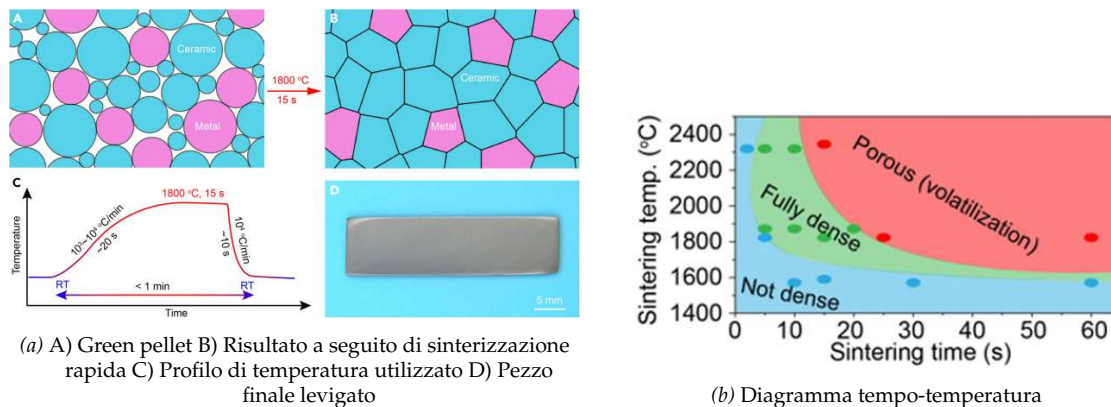 A
Ceramic
Metal
1800 °C
15 s
B
Ceramic
Metal
C
Temperature
10³~10⁴ °C/min
~20 s
1800 °C, 15 s
10⁴ °C/min
~10 s
RT
< 1 min
RT
Time
D
5 mm
(a) A) Green pellet B) Risultato a seguito di sinterizzazione
rapida C) Profilo di temperatura utilizzato D) Pezzo
finale levigato
Sintering temp. (°C)
2400
2200
2000
1800
1600
1400
Porous (volatilization)
Fully dense
Not dense
0 10 20 30 40 50 60
Sintering time (s)
(b) Diagramma tempo-temperatura